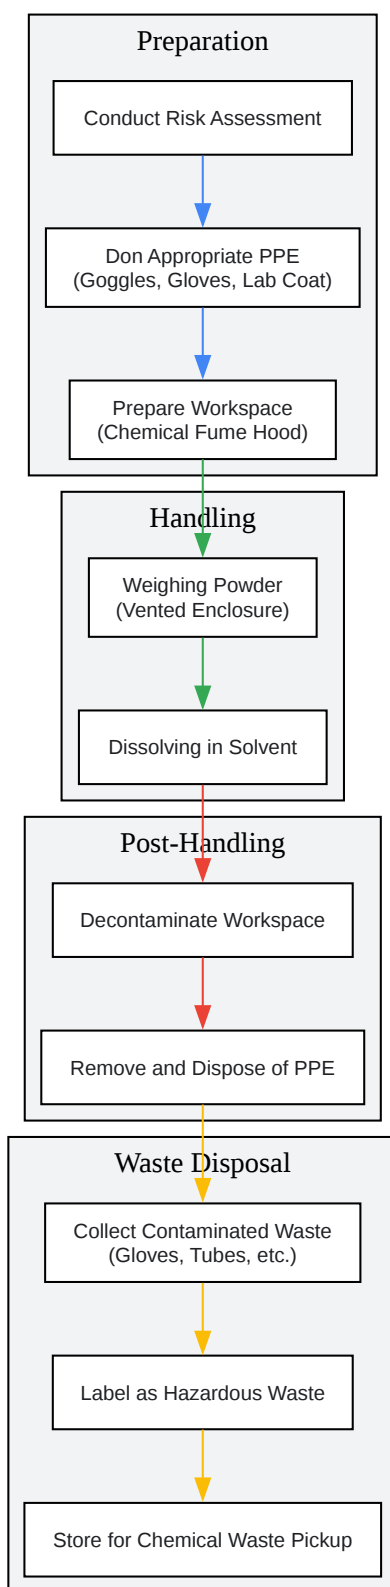 Preparation
Conduct Risk Assessment
Don Appropriate PPE
(Goggles, Gloves, Lab Coat)
Prepare Workspace
(Chemical Fume Hood)
Handling
Weighing Powder
(Vented Enclosure)
Dissolving in Solvent
Post-Handling
Decontaminate Workspace
Remove and Dispose of PPE
Waste Disposal
Collect Contaminated Waste
(Gloves, Tubes, etc.)
Label as Hazardous Waste
Store for Chemical Waste Pickup